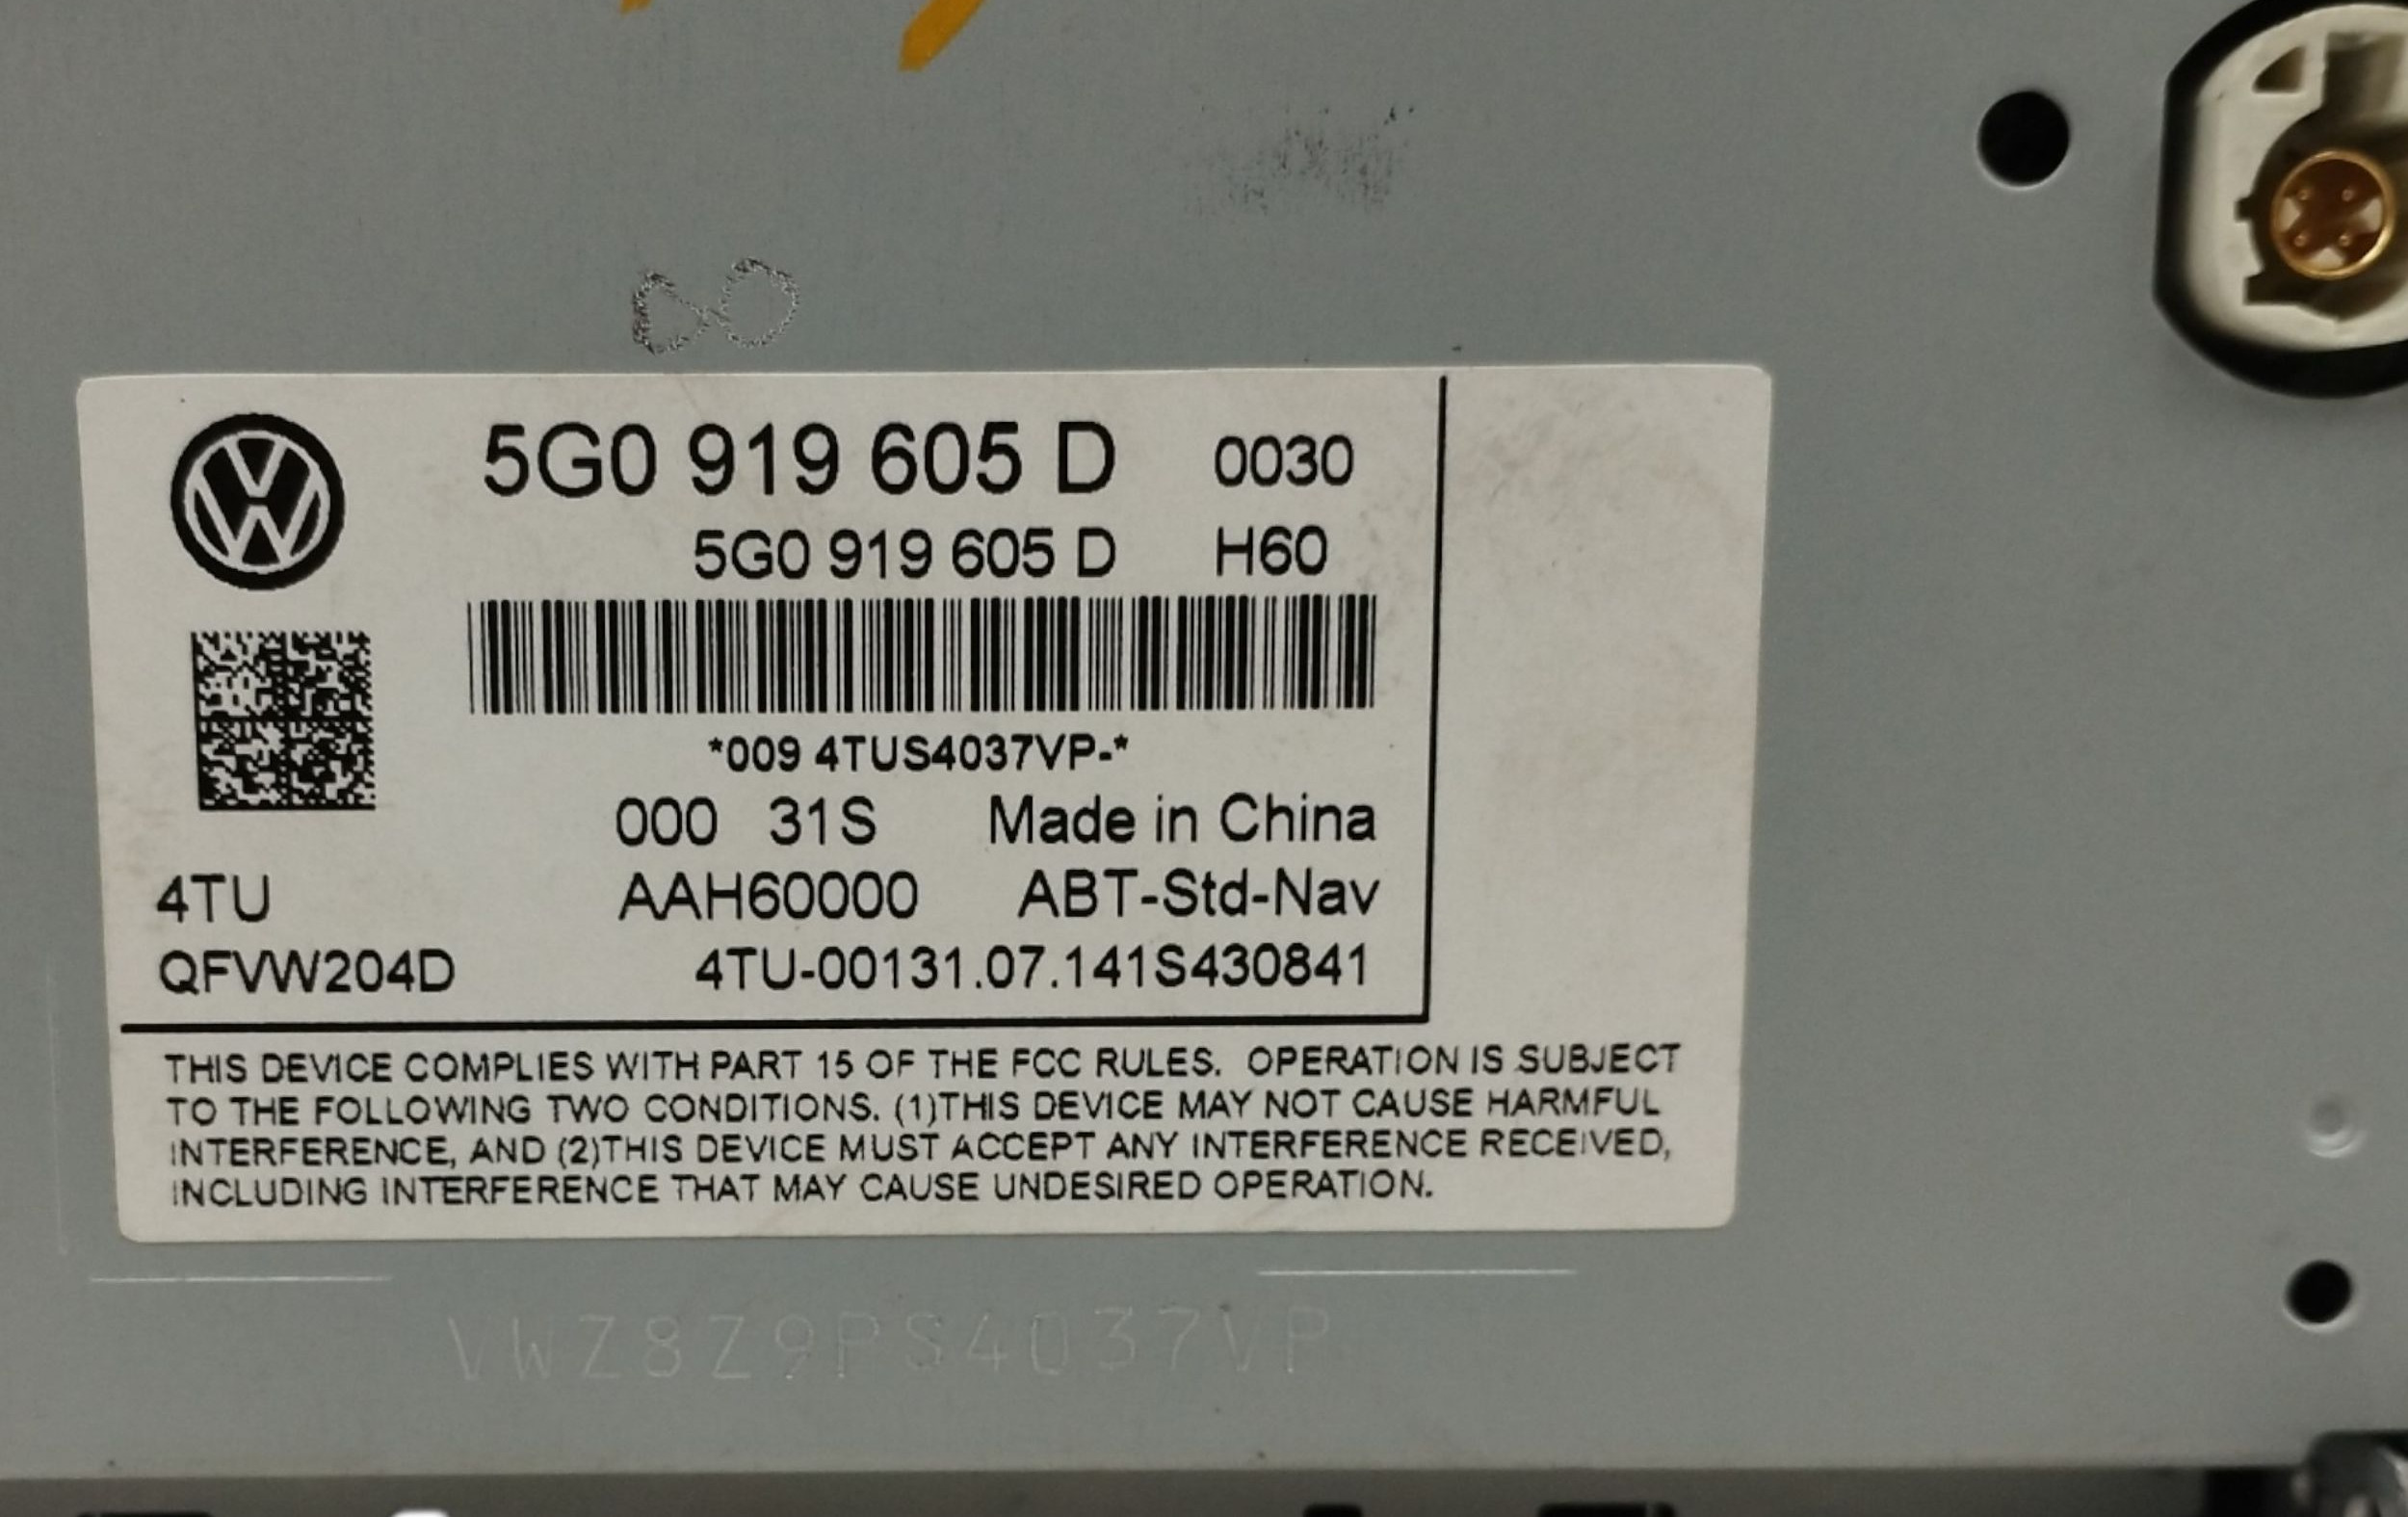 5G0 919 605 D 0030
5G0 919 605 D H60
*009 4TUS4037VP-*
000 31S Made in China
4TU AAH60000 ABT-Std-Nav
QFVW204D 4TU-00131.07.141S430841
THIS DEVICE COMPLIES WITH PART 15 OF THE FCC RULES. OPERATION IS SUBJECT
TO THE FOLLOWING TWO CONDITIONS. (1)THIS DEVICE MAY NOT CAUSE HARMFUL
INTERFERENCE, AND (2)THIS DEVICE MUST ACCEPT ANY INTERFERENCE RECEIVED,
INCLUDING INTERFERENCE THAT MAY CAUSE UNDESIRED OPERATION.
VWZ8Z9PS4037VP